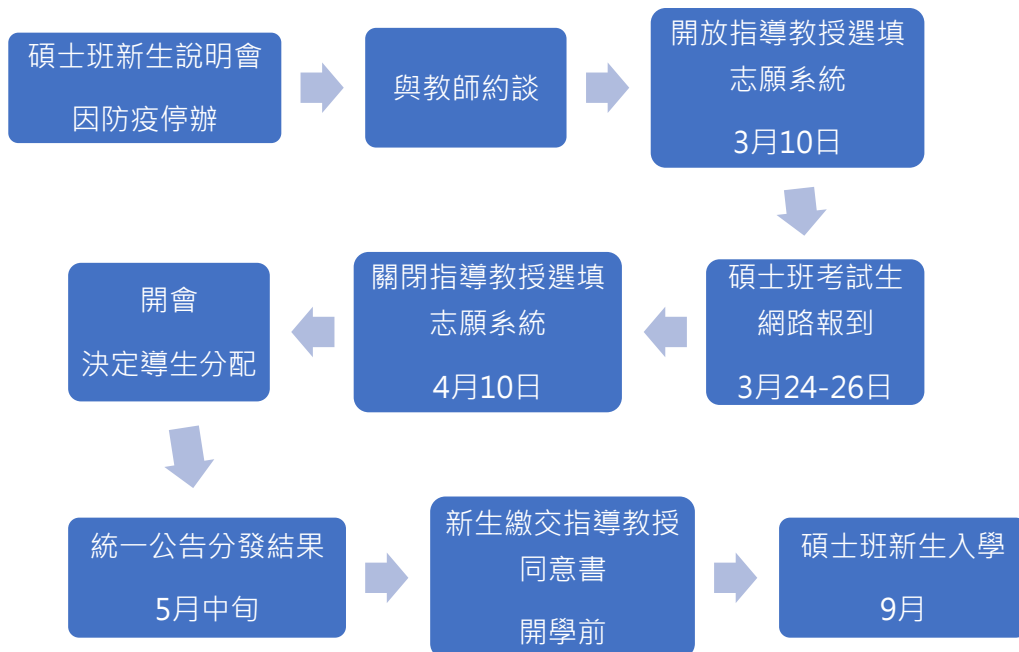 碩士班新生說明會
因防疫停辦
與教師約談
開放指導教授選填
志願系統
3月10日
碩士班考試生
網路報到
3月24-26日
關閉指導教授選填
志願系統
4月10日
開會
決定導生分配
統一公告分發結果
5月中旬
新生繳交指導教授
同意書
開學前
碩士班新生入學
9月